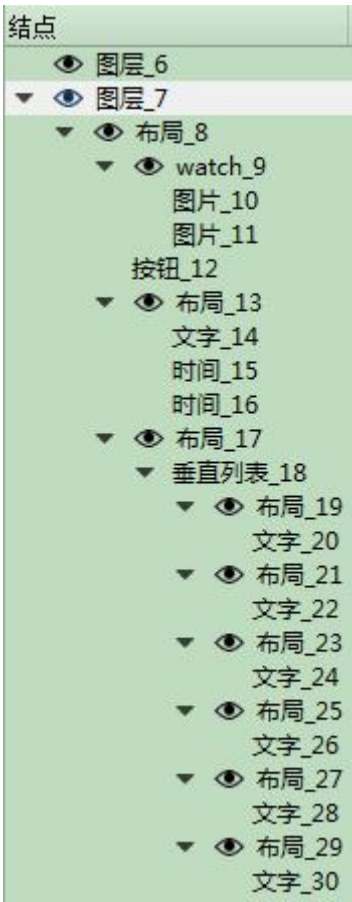 结点
图层_6
图层_7
布局_8
watch_9
图片_10
图片_11
按钮_12
布局_13
文字_14
时间_15
时间_16
布局_17
垂直列表_18
布局_19
文字_20
布局_21
文字_22
布局_23
文字_24
布局_25
文字_26
布局_27
文字_28
布局_29
文字_30